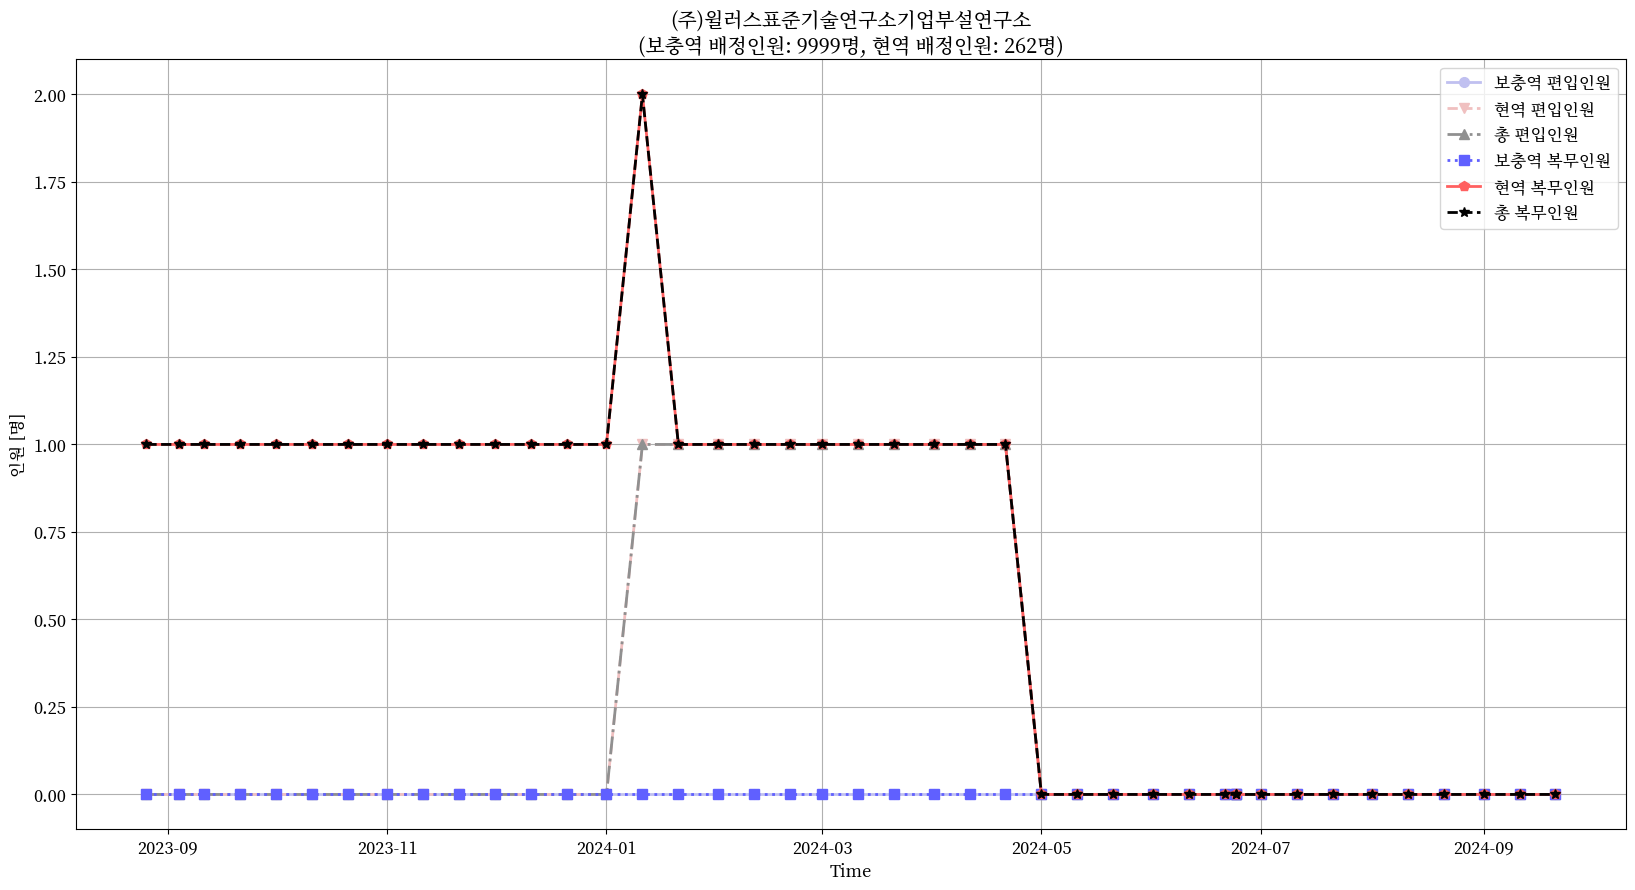 (주)윌러스표준기술연구소기업부설연구소
(보충역 배정인원: 9999명, 현역 배정인원: 262명)
보충역 편입인원
현역 편입인원
총 편입인원
보충역 복무인원
현역 복무인원
총 복무인원
인원 [명]
2.00
1.75
1.50
1.25
1.00
0.75
0.50
0.25
0.00
2023-09
2023-11
2024-01
2024-03
2024-05
2024-07
2024-09
Time